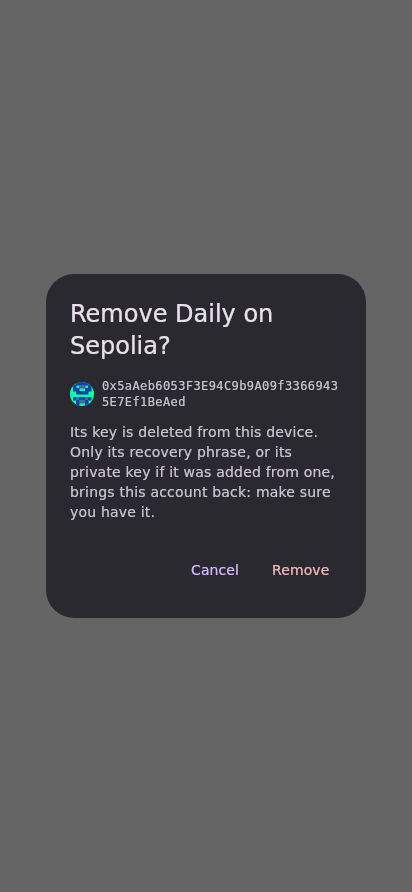 Remove Daily on
Sepolia?
0x5aAeb6053F3E94C9b9A09f3366943
5E7Ef1BeAed
Its key is deleted from this device.
Only its recovery phrase, or its
private key if it was added from one,
brings this account back: make sure
you have it.
Cancel Remove